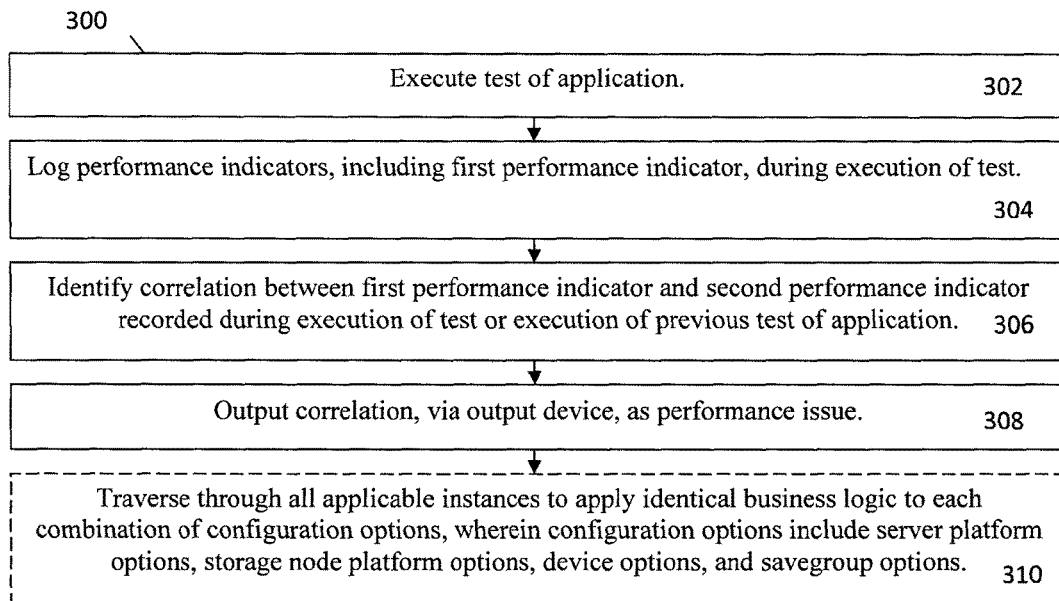 300
Execute test of application.
302
Log performance indicators, including first performance indicator, during execution of test.
304
Identify correlation between first performance indicator and second performance indicator
recorded during execution of test or execution of previous test of application.
306
Output correlation, via output device, as performance issue.
308
Traverse through all applicable instances to apply identical business logic to each
combination of configuration options, wherein configuration options include server platform
options, storage node platform options, device options, and savegroup options.
310